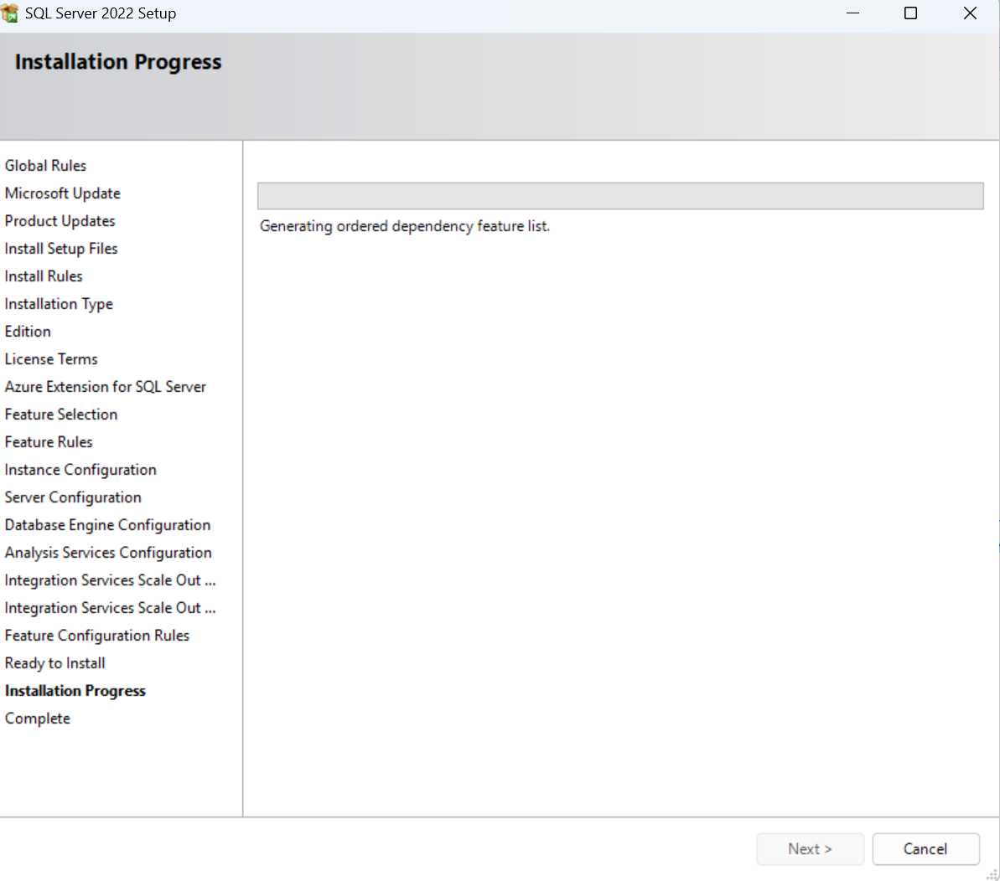 SQL Server 2022 Setup
Installation Progress
Global Rules
Microsoft Update
Product Updates
Install Setup Files
Install Rules
Installation Type
Edition
License Terms
Azure Extension for SQL Server
Feature Selection
Feature Rules
Instance Configuration
Server Configuration
Database Engine Configuration
Analysis Services Configuration
Integration Services Scale Out ...
Integration Services Scale Out ...
Feature Configuration Rules
Ready to Install
Installation Progress
Complete
Generating ordered dependency feature list.
Next >
Cancel